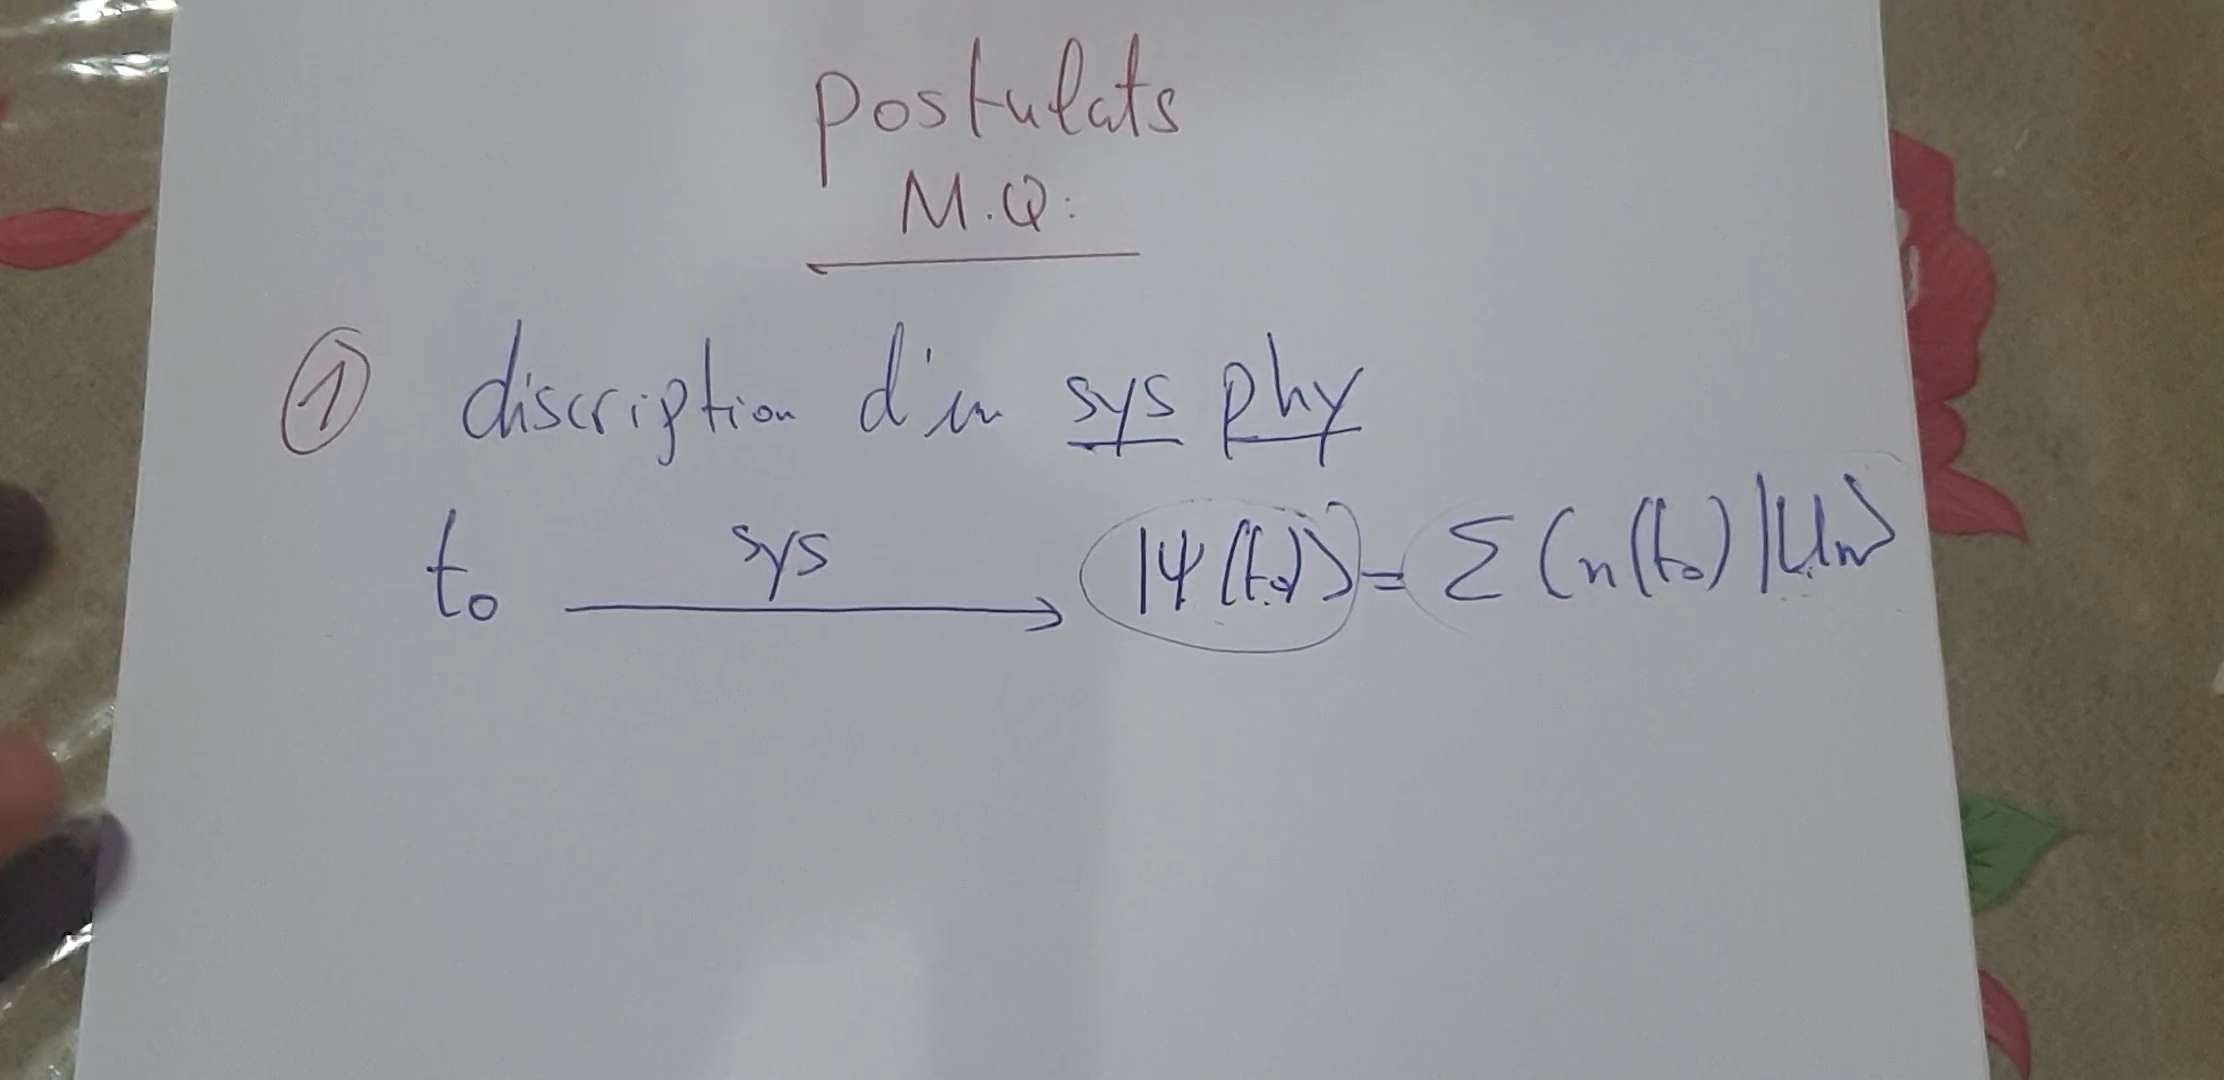 postulats
M.Q:
① discription d'un sys phy
t₀ sys → |Ψ(t₀)⟩ = Σ Cn(t₀) |Un⟩